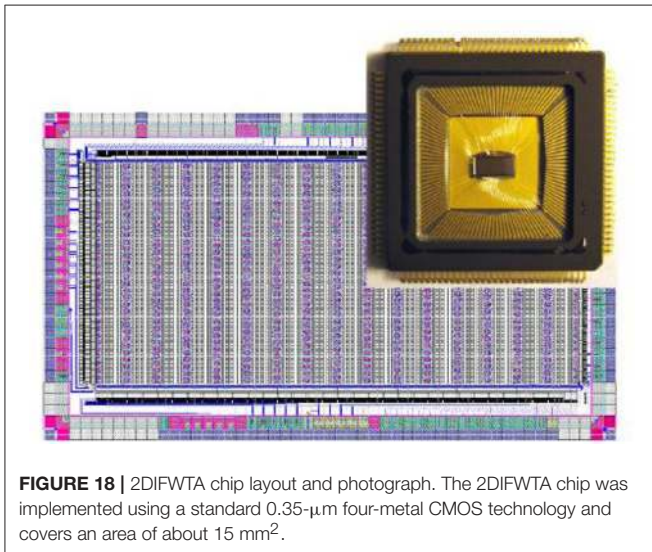 FIGURE 18 | 2DIFWTA chip layout and photograph. The 2DIFWTA chip was
implemented using a standard 0.35-μm four-metal CMOS technology and
covers an area of about 15 mm².